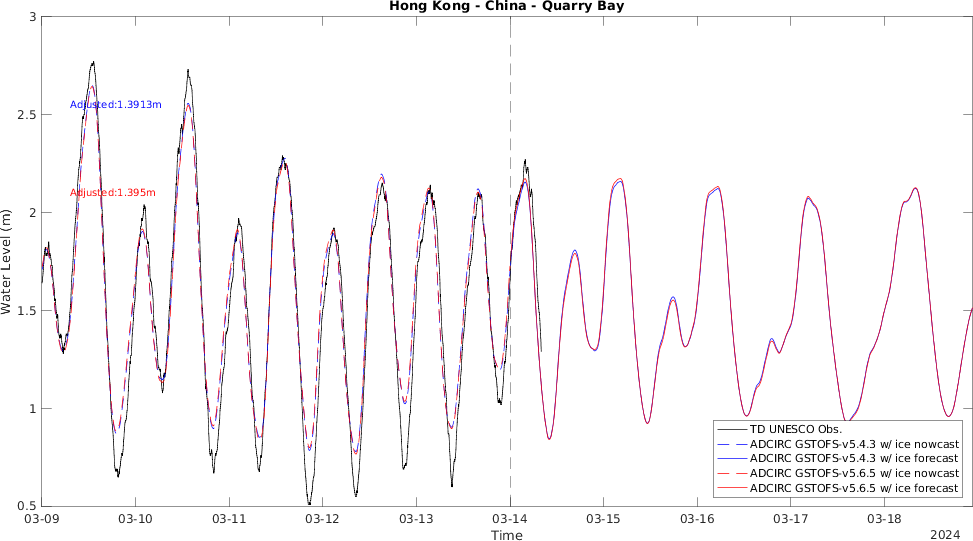 Hong Kong - China - Quarry Bay
3
2.5
2
1.5
1
0.5
Water Level (m)
Adjusted:1.3913m
Adjusted:1.395m
TD UNESCO Obs.
ADCIRC GSTOFS-v5.4.3 w/ ice nowcast
ADCIRC GSTOFS-v5.4.3 w/ ice forecast
ADCIRC GSTOFS-v5.6.5 w/ ice nowcast
ADCIRC GSTOFS-v5.6.5 w/ ice forecast
03-09 03-10 03-11 03-12 03-13 03-14 03-15 03-16 03-17 03-18
Time
2024